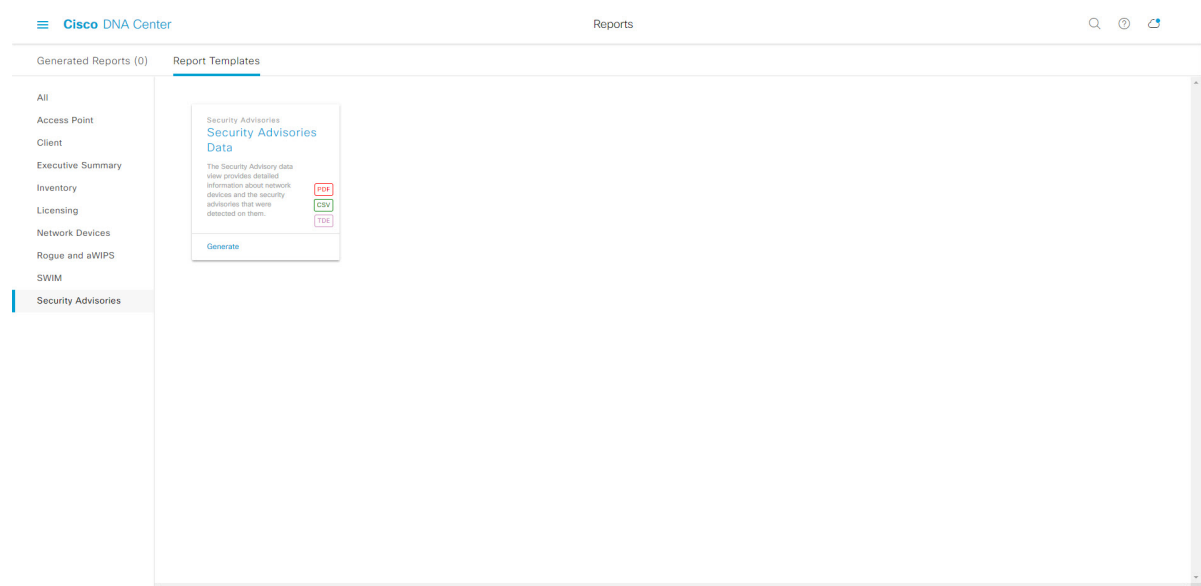 Cisco DNA Center
Reports
Generated Reports (0)
Report Templates
All
Access Point
Client
Executive Summary
Inventory
Licensing
Network Devices
Rogue and aWIPS
SWIM
Security Advisories
Security Advisories
Security Advisories
Data
The Security Advisory data
view provides detailed
information about network
devices and the security
advisories that were
detected on them.
PDF
CSV
TDE
Generate